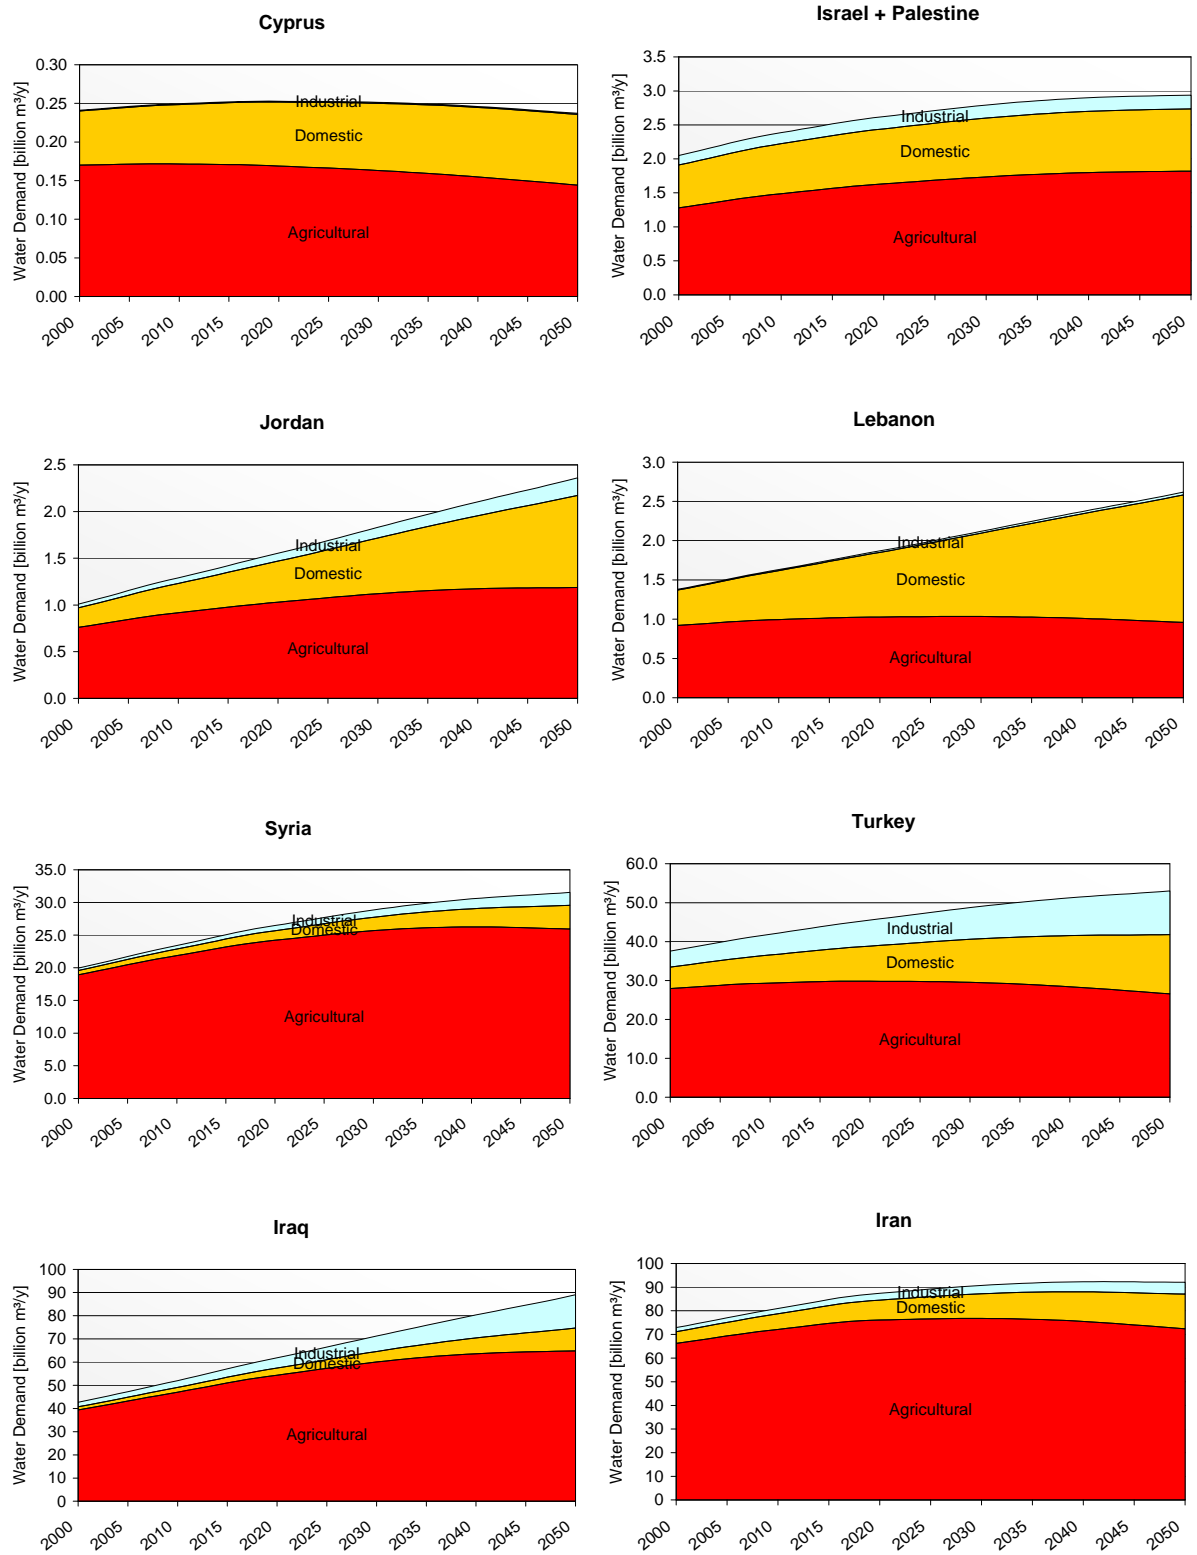 Cyprus
Water Demand [billion m³/y]
0.30
0.25
0.20
0.15
0.10
0.05
0.00
Industrial
Domestic
Agricultural
2000 2005 2010 2015 2020 2025 2030 2035 2040 2045 2050
Israel + Palestine
Water Demand [billion m³/y]
3.5
3.0
2.5
2.0
1.5
1.0
0.5
0.0
Industrial
Domestic
Agricultural
2000 2005 2010 2015 2020 2025 2030 2035 2040 2045 2050
Jordan
Water Demand [billion m³/y]
2.5
2.0
1.5
1.0
0.5
0.0
Industrial
Domestic
Agricultural
2000 2005 2010 2015 2020 2025 2030 2035 2040 2045 2050
Lebanon
Water Demand [billion m³/y]
3.0
2.5
2.0
1.5
1.0
0.5
0.0
Industrial
Domestic
Agricultural
2000 2005 2010 2015 2020 2025 2030 2035 2040 2045 2050
Syria
Water Demand [billion m³/y]
35.0
30.0
25.0
20.0
15.0
10.0
5.0
0.0
Industrial
Domestic
Agricultural
2000 2005 2010 2015 2020 2025 2030 2035 2040 2045 2050
Turkey
Water Demand [billion m³/y]
60.0
50.0
40.0
30.0
20.0
10.0
0.0
Industrial
Domestic
Agricultural
2000 2005 2010 2015 2020 2025 2030 2035 2040 2045 2050
Iraq
Water Demand [billion m³/y]
100
90
80
70
60
50
40
30
20
10
0
Industrial
Domestic
Agricultural
2000 2005 2010 2015 2020 2025 2030 2035 2040 2045 2050
Iran
Water Demand [billion m³/y]
100
90
80
70
60
50
40
30
20
10
0
Industrial
Domestic
Agricultural
2000 2005 2010 2015 2020 2025 2030 2035 2040 2045 2050